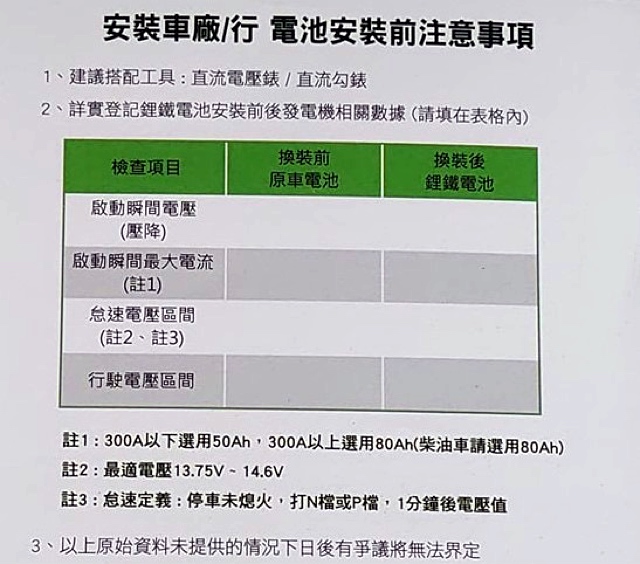 安裝車廠/行 電池安裝前注意事項
1、建議搭配工具：直流電壓錶 / 直流勾錶
2、詳實登記鋰鐵電池安裝前後發電機相關數據 (請填在表格內)
檢查項目
換裝前
原車電池
換裝後
鋰鐵電池
啟動瞬間電壓
(壓降)
啟動瞬間最大電流
(註1)
怠速電壓區間
(註2、註3)
行駛電壓區間
註1：300A以下選用50Ah，300A以上選用80Ah(柴油車請選用80Ah)
註2：最適電壓13.75V ~ 14.6V
註3：怠速定義：停車未熄火，打N檔或P檔，1分鐘後電壓值
3、以上原始資料未提供的情況下日後有爭議將無法界定